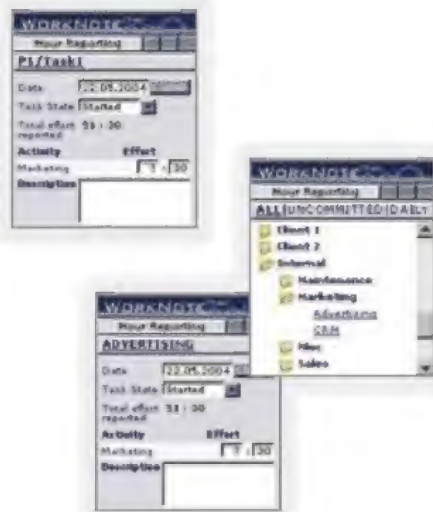 WORKNOTE
Hour Reporting
P1/Task1
Date 22.05.2004
Task State Started
Total effort 51 : 30
reported
Activity Effort
Marketing : 30
Description
WORKNOTE
Hour Reporting
ALL|UNCOMMITTED|DAILY
Client 1
Client 2
Internal
Maintenance
Marketing
Advertising
CRM
Misc
Sales
WORKNOTE
Hour Reporting
ADVERTISING
Date 22.05.2004
Task State Started
Total effort 51 : 30
reported
Activity Effort
Marketing : 30
Description